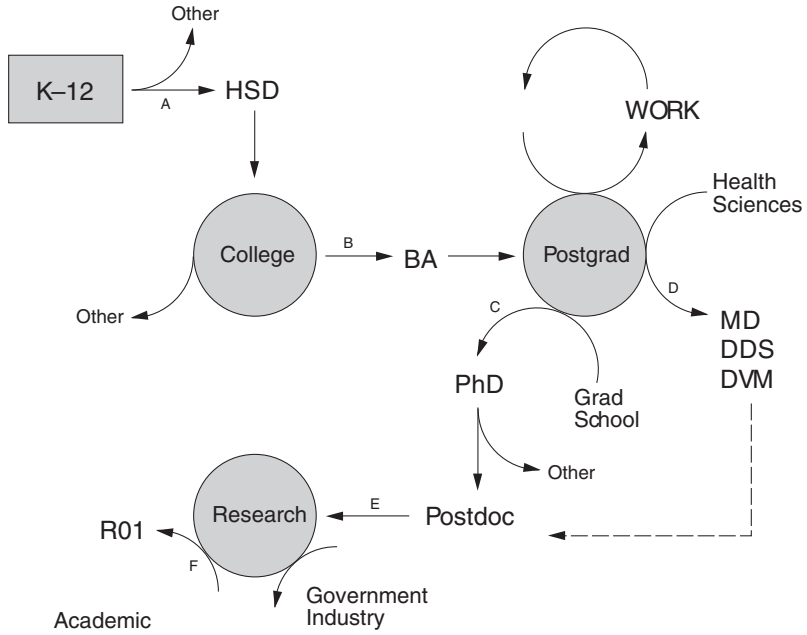 Other
K–12
A
HSD
WORK
Health
Sciences
College
B
BA
Postgrad
D
C
Other
MD
DDS
DVM
PhD
Grad
School
Other
Research
E
Postdoc
R01
F
Government
Industry
Academic